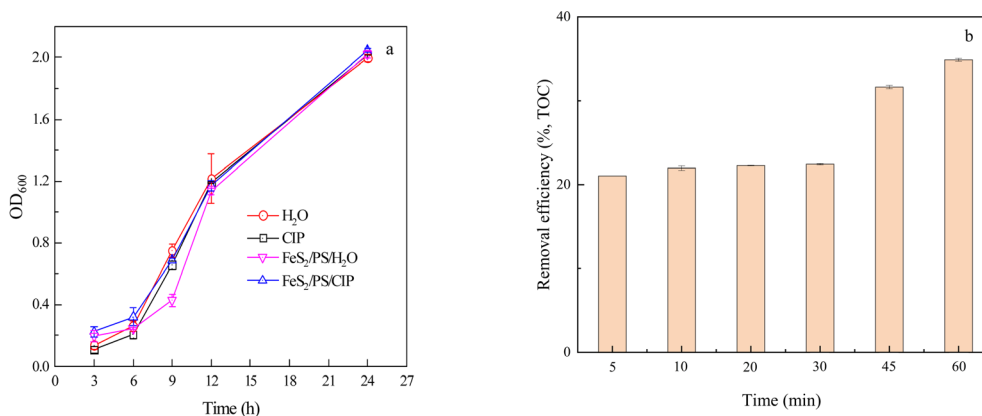 a
2.0
1.6
1.2
0.8
0.4
0.0
OD₆₀₀
H₂O
CIP
FeS₂/PS/H₂O
FeS₂/PS/CIP
0 3 6 9 12 15 18 21 24 27
Time (h)
b
40
20
0
Removal efficiency (%, TOC)
5 10 20 30 45 60
Time (min)